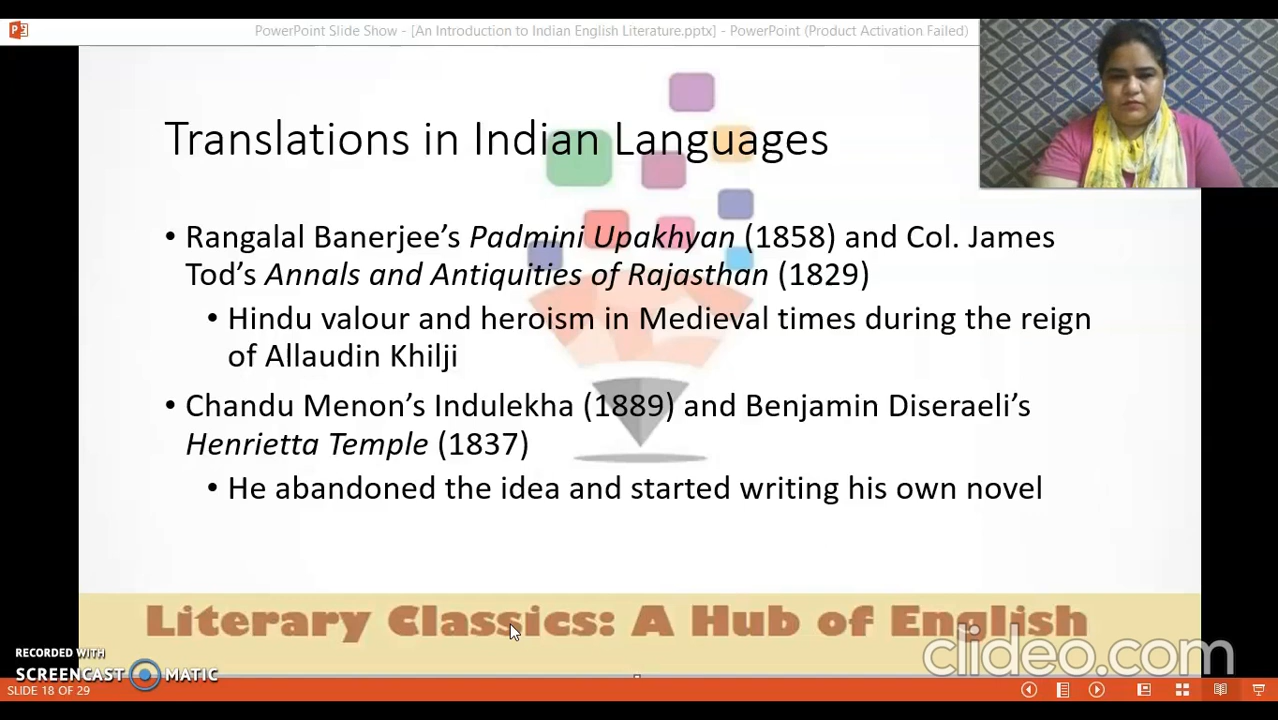 PowerPoint Slide Show - [An Introduction to Indian English Literature.pptx] - PowerPoint (Product Activation Failed)
Translations in Indian Languages
• Rangalal Banerjee’s Padmini Upakhyan (1858) and Col. James
Tod’s Annals and Antiquities of Rajasthan (1829)
• Hindu valour and heroism in Medieval times during the reign
of Allaudin Khilji
• Chandu Menon’s Indulekha (1889) and Benjamin Diseraeli’s
Henrietta Temple (1837)
• He abandoned the idea and started writing his own novel
Literary Classics: A Hub of English
clideo.com
RECORDED WITH
SCREENCAST MATIC
SLIDE 18 OF 29